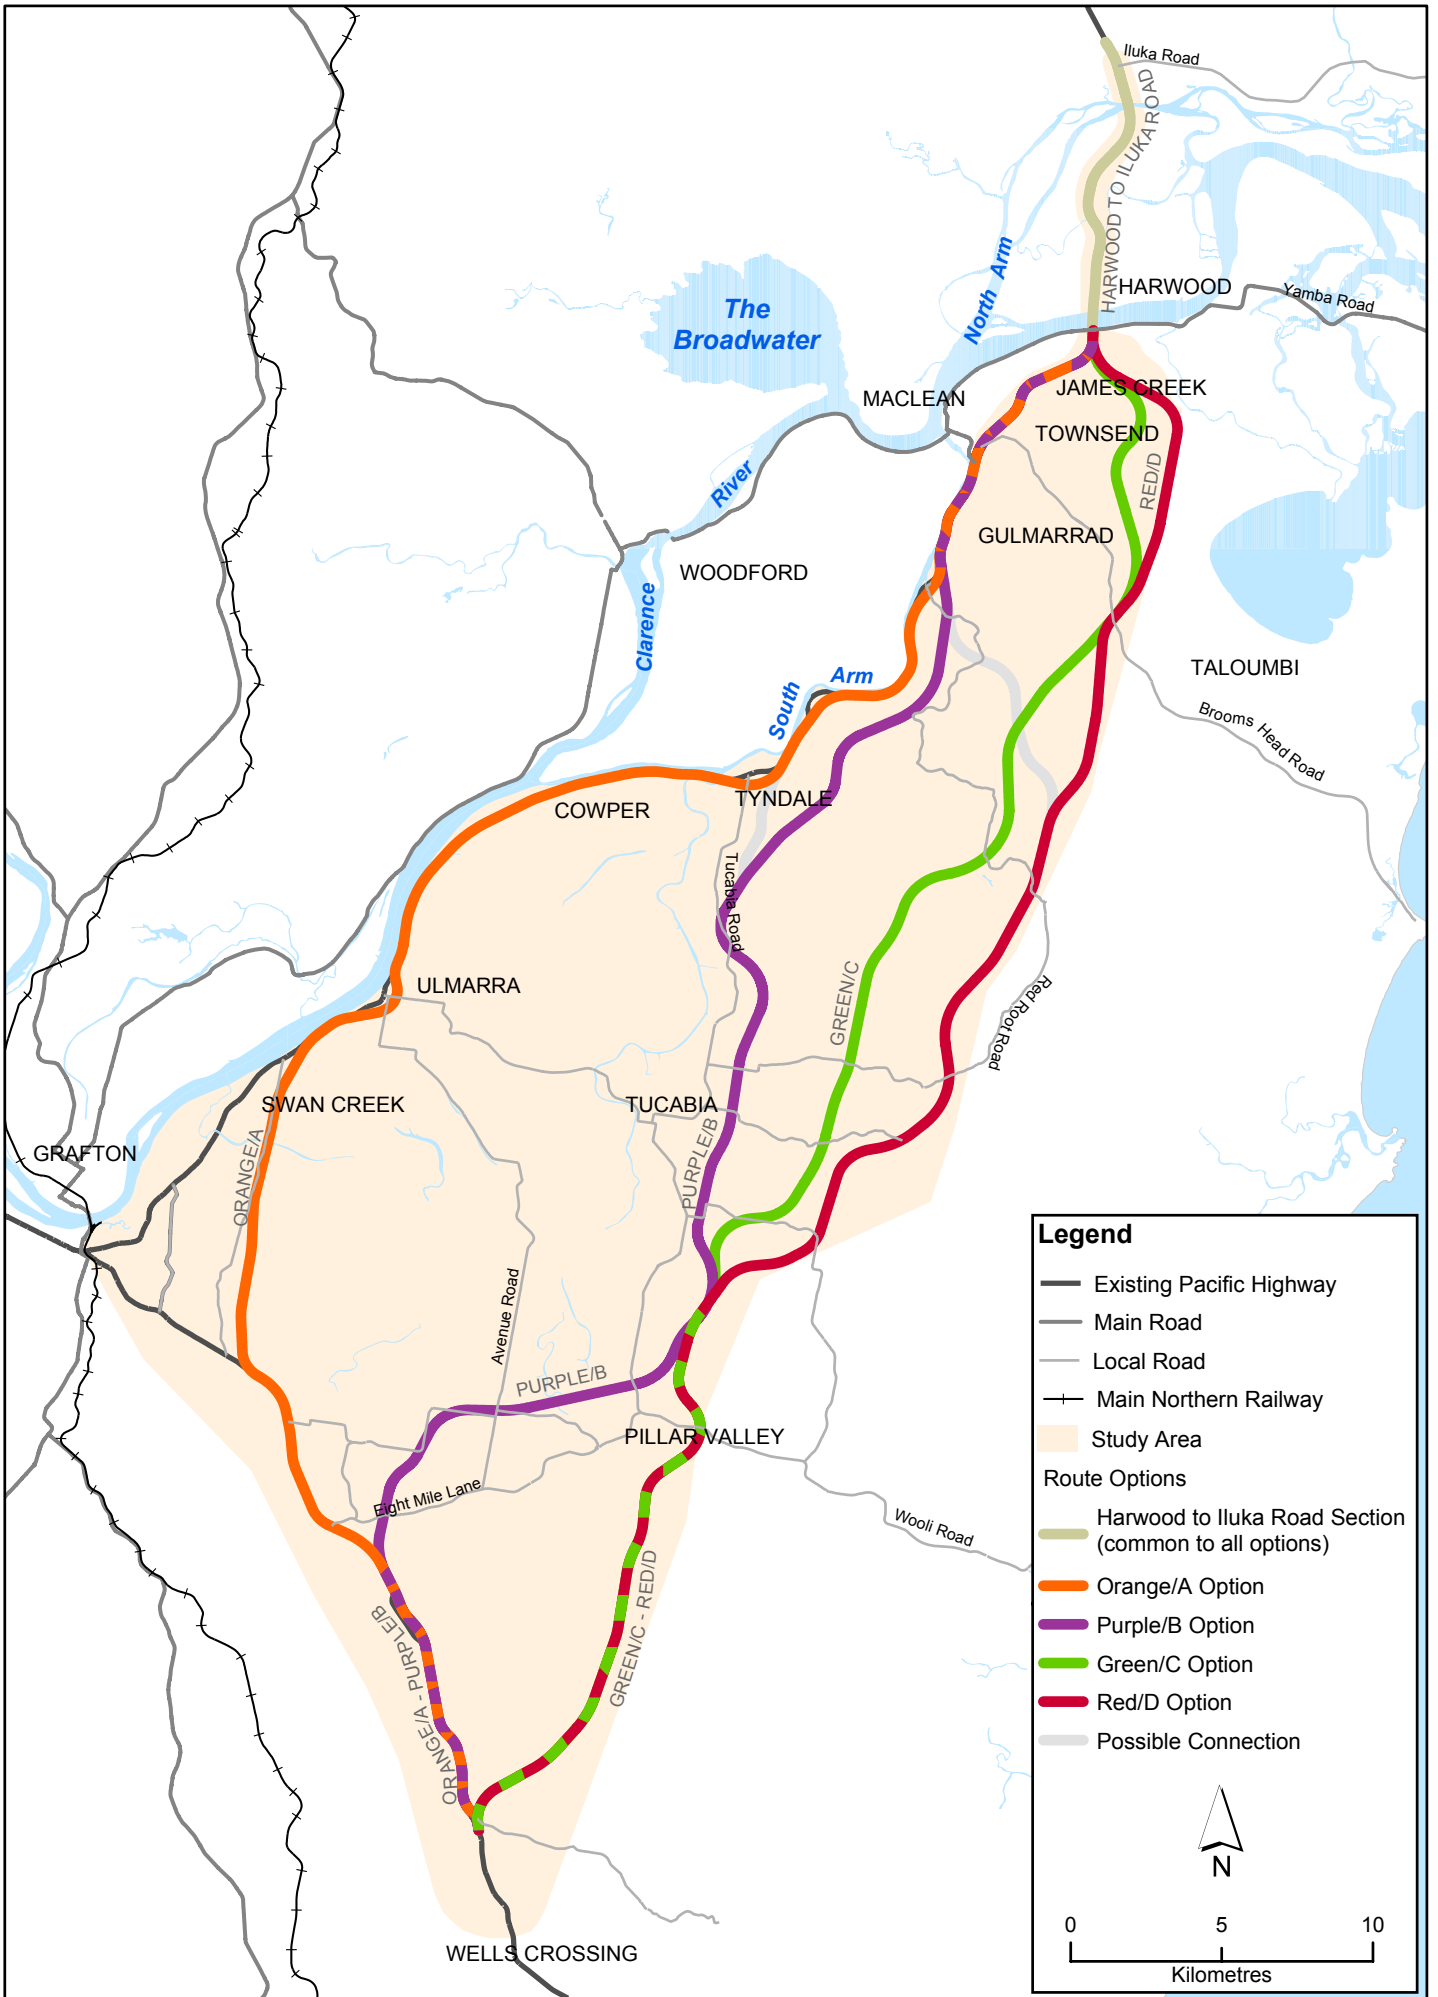 Iluka Road
HARWOOD TO ILUKAROAD
North Arm
HARWOOD
Yamba Road
The
Broadwater
MACLEAN
JAMES CREEK
TOWNSEND
RED/D
River
GULMARRAD
WOODFORD
Clarence
TALOUMBI
South
Arm
Brooms Head Road
COWPER
TYNDALE
Tucabia Road
ULMARRA
GREEN/C
Red Root Road
SWAN CREEK
TUCABIA
GRAFTON
ORANGE/A
PURPLE/B
Avenue Road
PURPLE/B
PILLAR VALLEY
Eight Mile Lane
Wooli Road
ORANGE/A - PURPLE/B
GREEN/C - RED/D
WELLS CROSSING
Legend
Existing Pacific Highway
Main Road
Local Road
Main Northern Railway
Study Area
Route Options
Harwood to Iluka Road Section
(common to all options)
Orange/A Option
Purple/B Option
Green/C Option
Red/D Option
Possible Connection
N
0 5 10
Kilometres